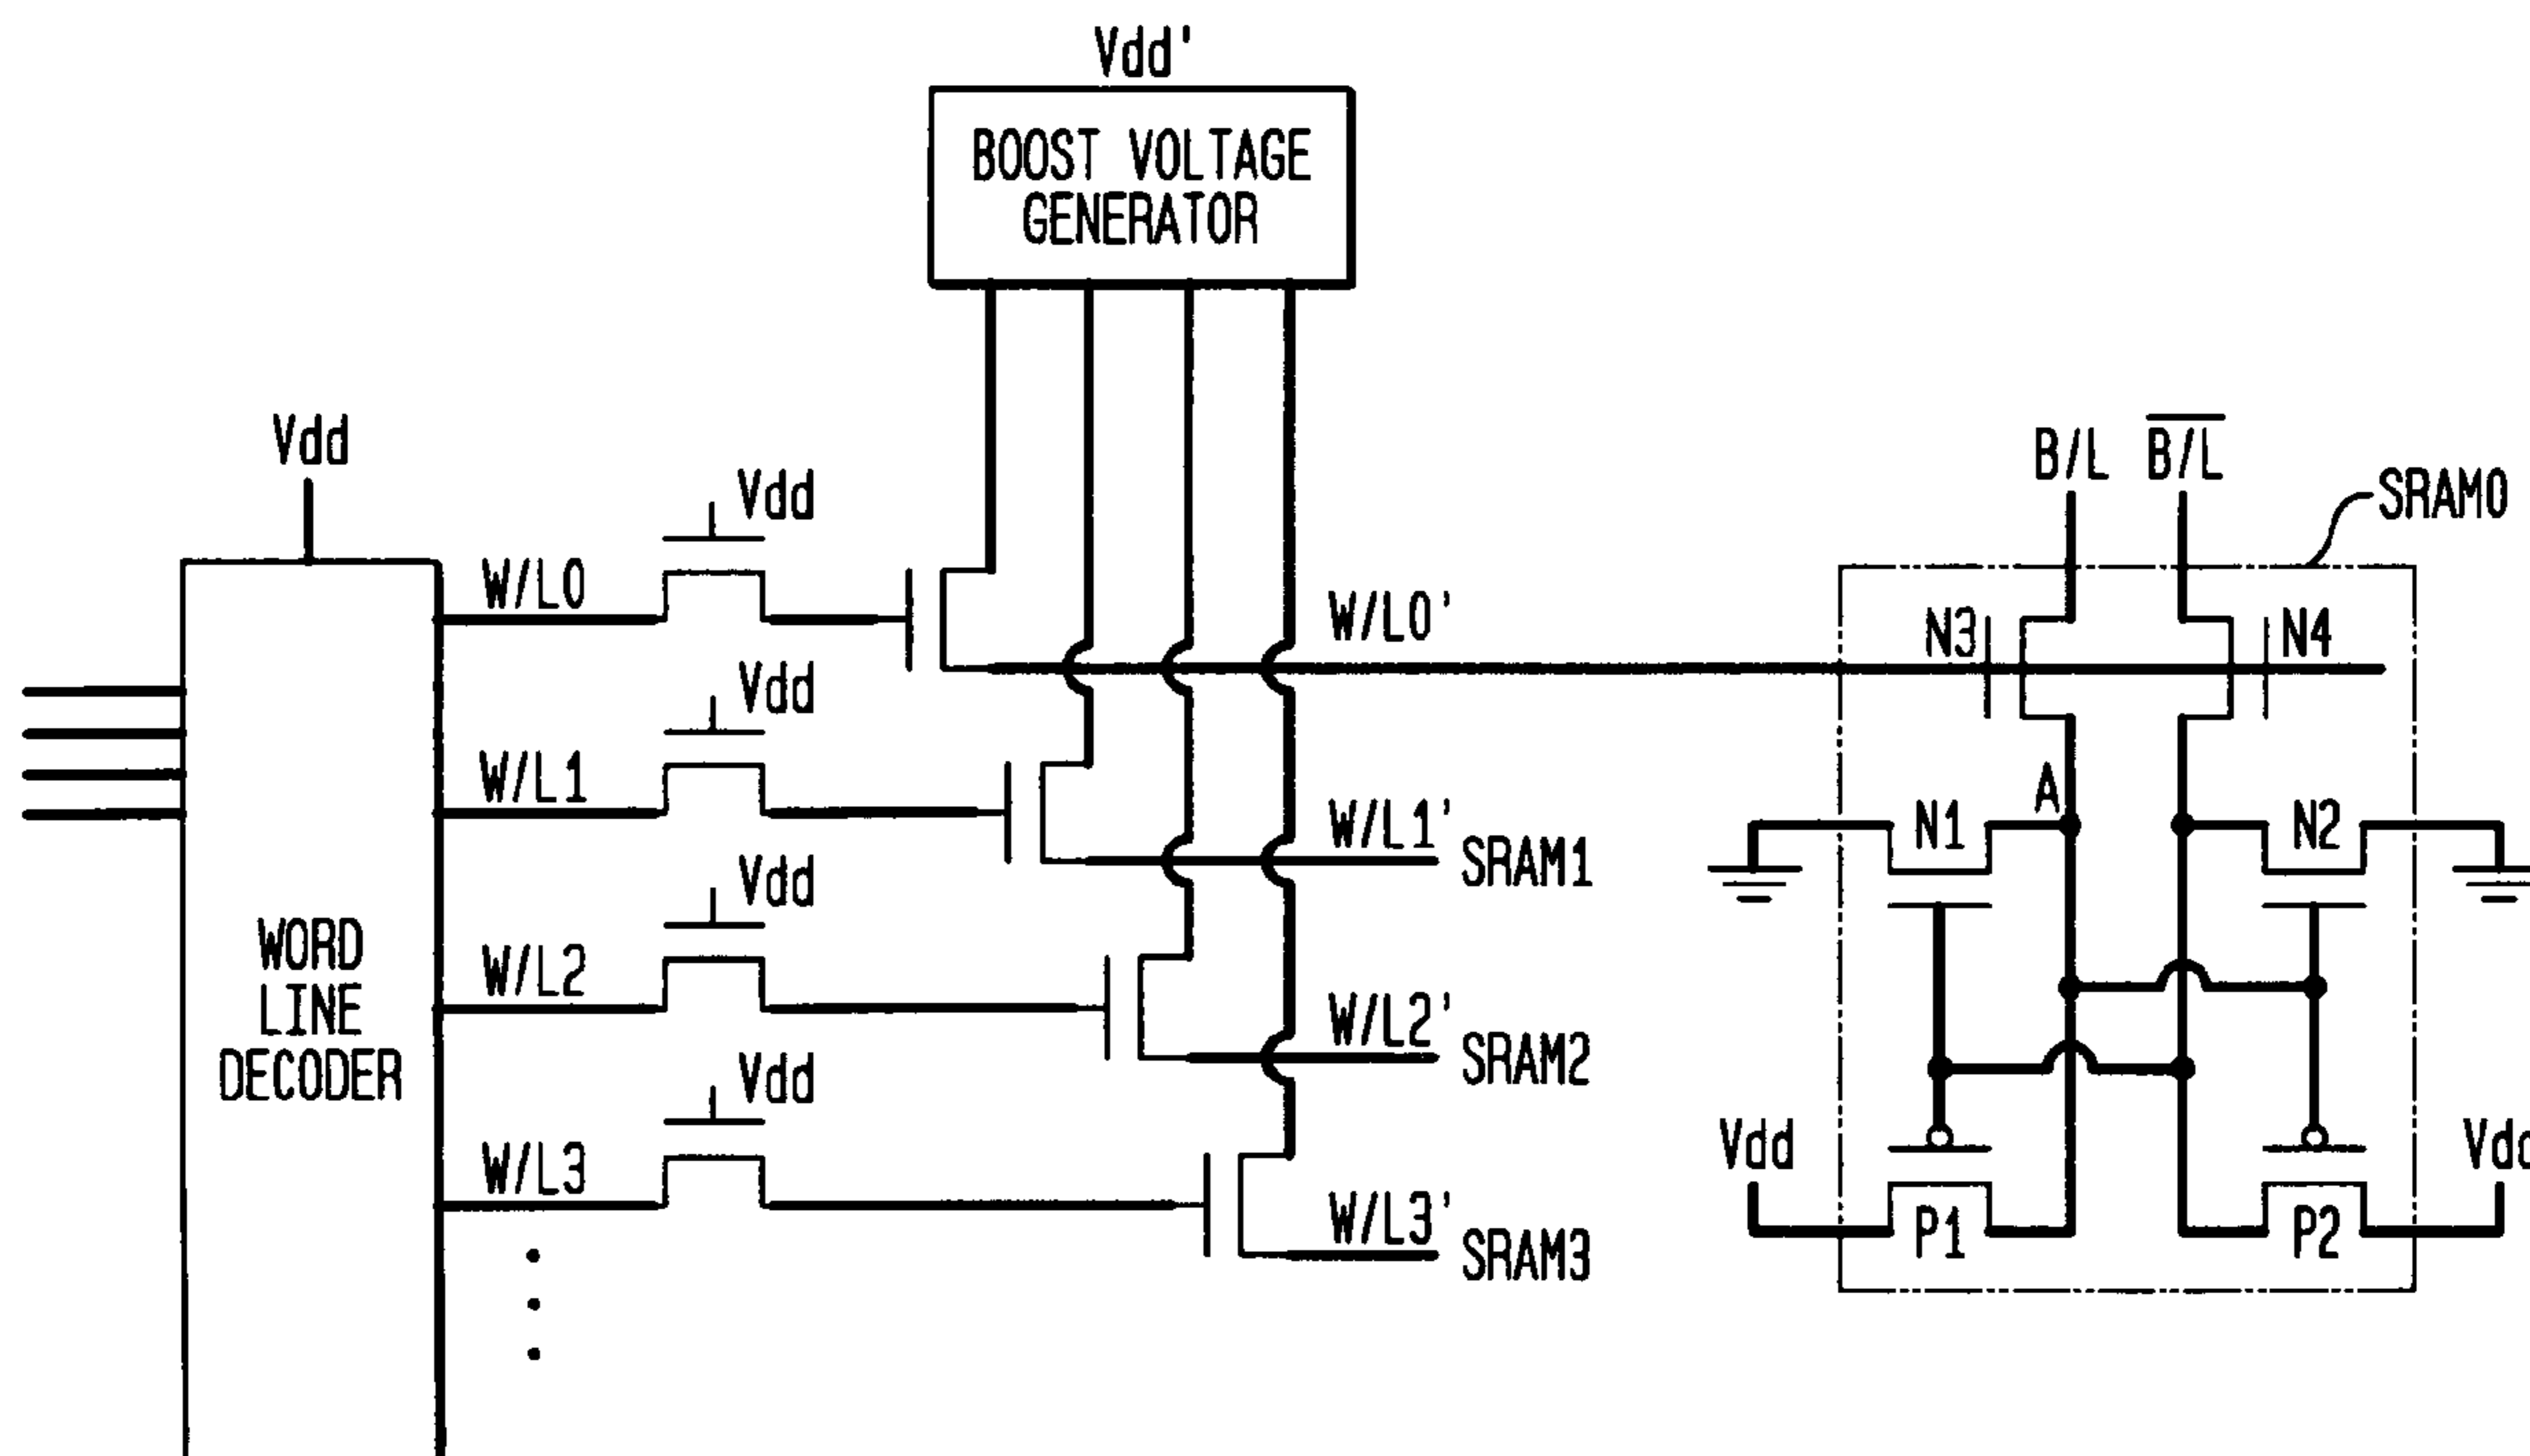 Vdd'
BOOST VOLTAGE
GENERATOR
Vdd
Vdd
B/L B/L
SRAM0
W/L0
W/L0'
N3
N4
Vdd
A
W/L1
W/L1'
SRAM1
N1
N2
Vdd
WORD
LINE
DECODER
W/L2
W/L2'
SRAM2
Vdd
Vdd
Vdd
W/L3
W/L3'
SRAM3
P1
P2